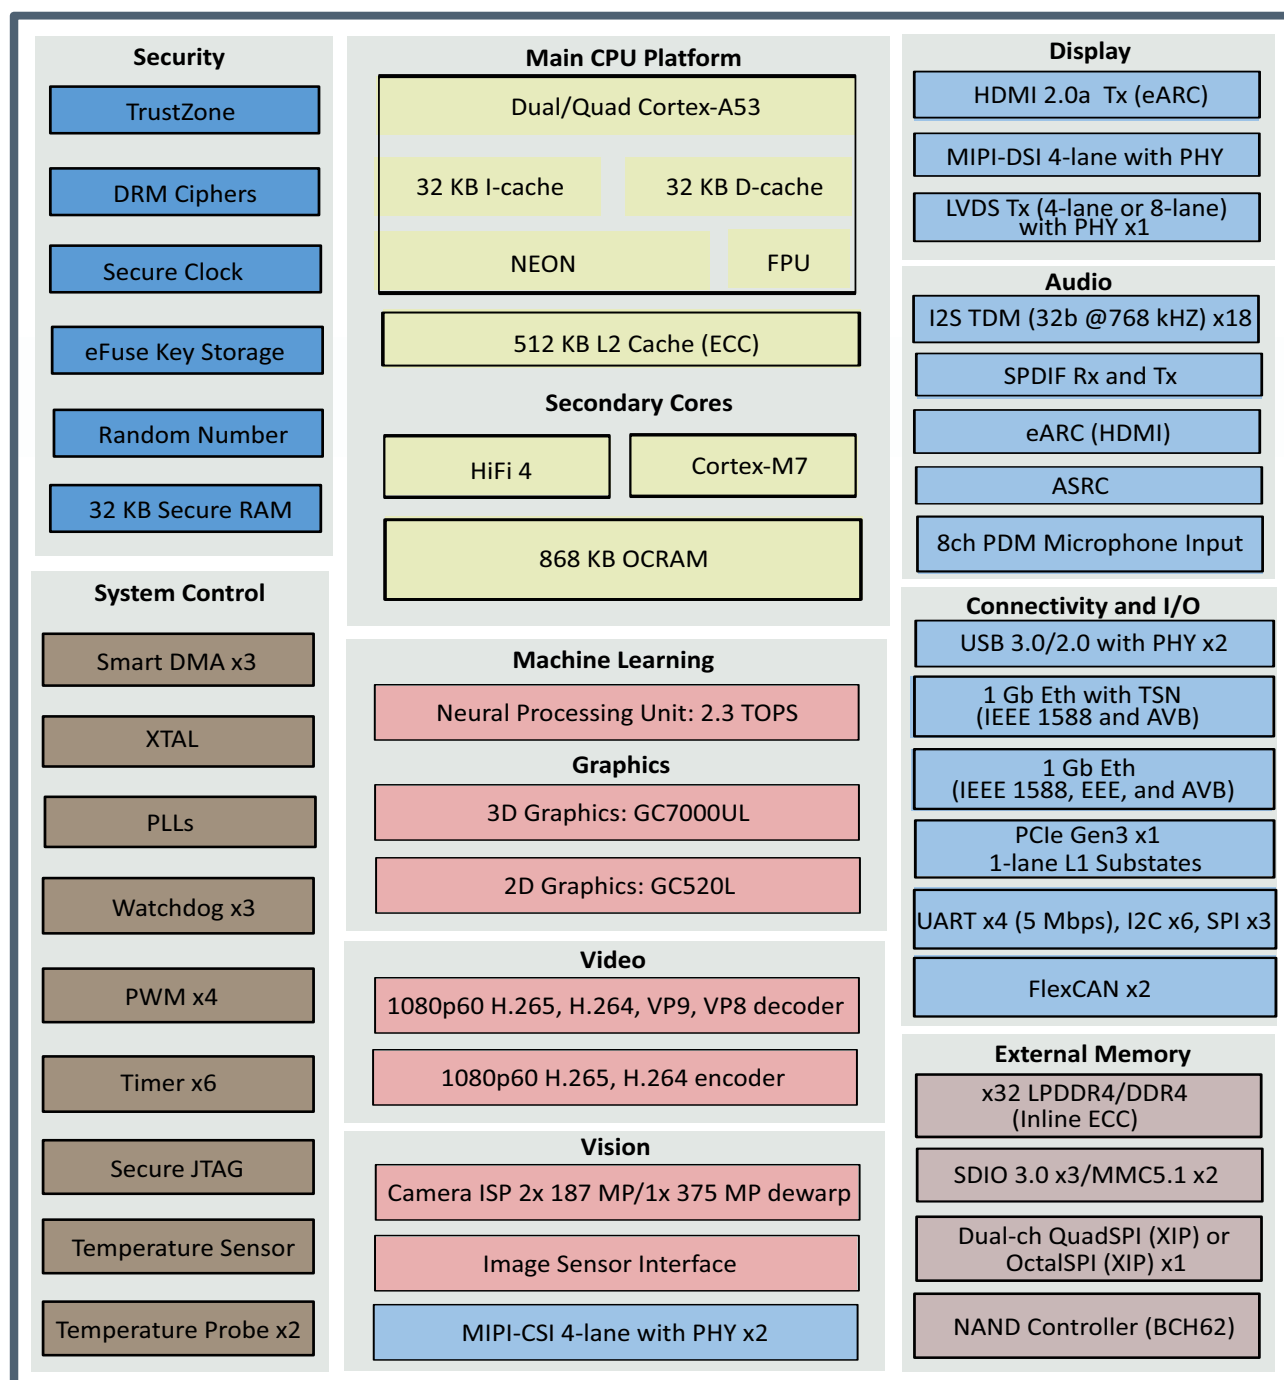 Security
TrustZone
DRM Ciphers
Secure Clock
eFuse Key Storage
Random Number
32 KB Secure RAM
System Control
Smart DMA x3
XTAL
PLLs
Watchdog x3
PWM x4
Timer x6
Secure JTAG
Temperature Sensor
Temperature Probe x2
Main CPU Platform
Dual/Quad Cortex-A53
32 KB I-cache
32 KB D-cache
NEON
FPU
512 KB L2 Cache (ECC)
Secondary Cores
HiFi 4
Cortex-M7
868 KB OCRAM
Machine Learning
Neural Processing Unit: 2.3 TOPS
Graphics
3D Graphics: GC7000UL
2D Graphics: GC520L
Video
1080p60 H.265, H.264, VP9, VP8 decoder
1080p60 H.265, H.264 encoder
Vision
Camera ISP 2x 187 MP/1x 375 MP dewarp
Image Sensor Interface
MIPI-CSI 4-lane with PHY x2
Display
HDMI 2.0a Tx (eARC)
MIPI-DSI 4-lane with PHY
LVDS Tx (4-lane or 8-lane)
with PHY x1
Audio
I2S TDM (32b @768 kHZ) x18
SPDIF Rx and Tx
eARC (HDMI)
ASRC
8ch PDM Microphone Input
Connectivity and I/O
USB 3.0/2.0 with PHY x2
1 Gb Eth with TSN
(IEEE 1588 and AVB)
1 Gb Eth
(IEEE 1588, EEE, and AVB)
PCIe Gen3 x1
1-lane L1 Substates
UART x4 (5 Mbps), I2C x6, SPI x3
FlexCAN x2
External Memory
x32 LPDDR4/DDR4
(Inline ECC)
SDIO 3.0 x3/MMC5.1 x2
Dual-ch QuadSPI (XIP) or
OctalSPI (XIP) x1
NAND Controller (BCH62)